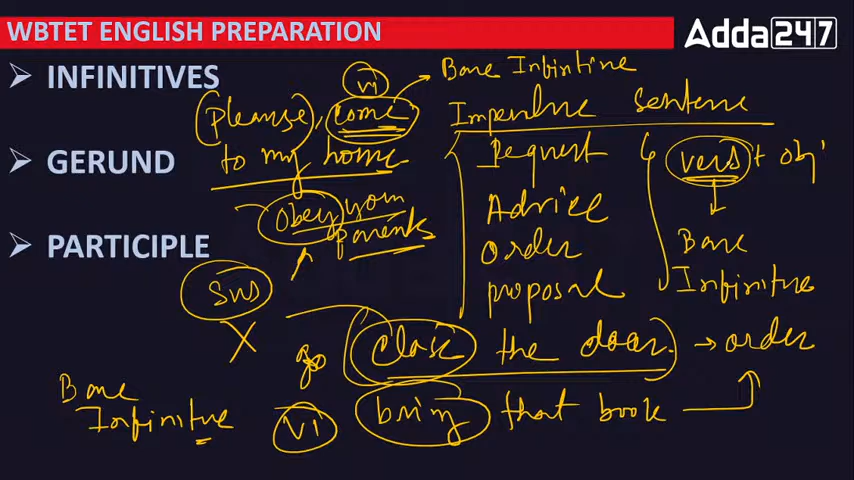 WBTET ENGLISH PREPARATION
Adda247
➢ INFINITIVES
➢ GERUND
➢ PARTICIPLE
vi
Bare Infinitive
Please, come
to my home
Imperative sentence
request
Advice
order
proposal
verb + obj
Bare
Infinitive
obey your
parents
sub
X
go close the door. → order
bring that book
Bare
Infinitive
VI